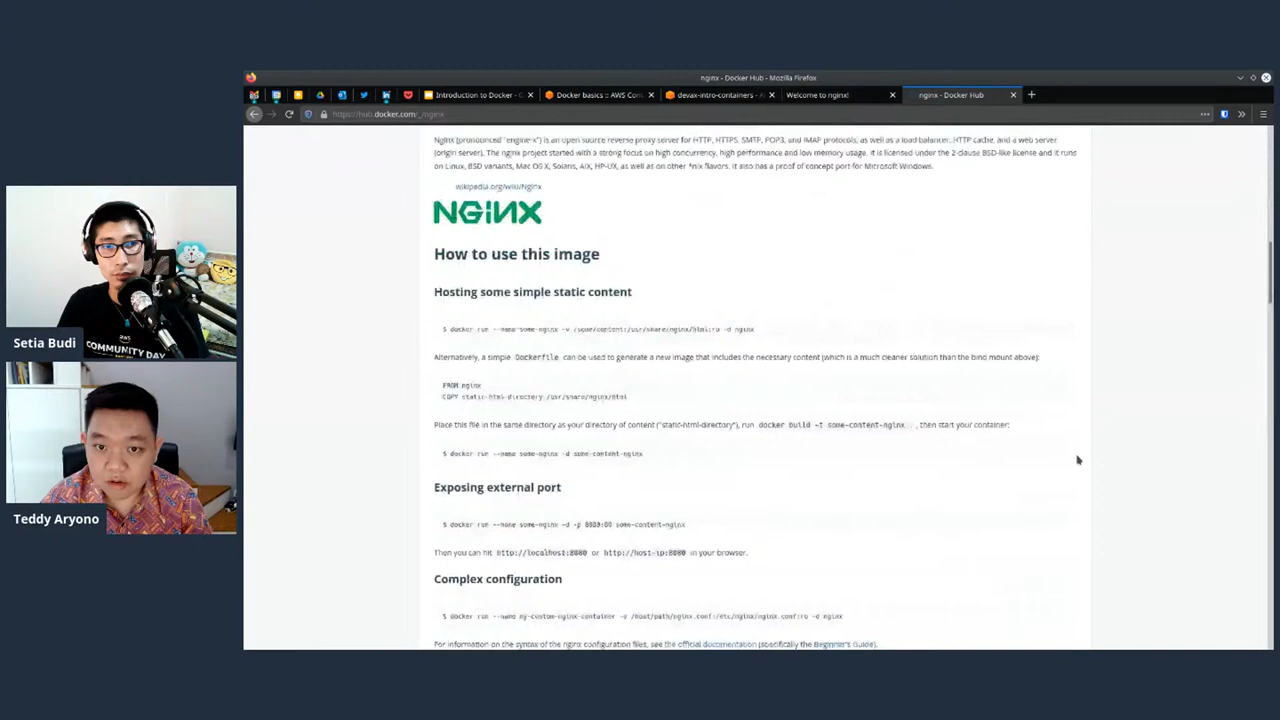 nginx - Docker Hub - Mozilla Firefox
Introduction to Docker - G
Docker basics :: AWS Con
devax-intro-containers - A
Welcome to nginx!
nginx - Docker Hub
https://hub.docker.com/_/nginx
Nginx (pronounced "engine-x") is an open source reverse proxy server for HTTP, HTTPS, SMTP, POP3, and IMAP protocols, as well as a load balancer, HTTP cache, and a web server
(origin server). The nginx project started with a strong focus on high concurrency, high performance and low memory usage. It is licensed under the 2-clause BSD-like license and it runs
on Linux, BSD variants, Mac OS X, Solaris, AIX, HP-UX, as well as on other *nix flavors. It also has a proof of concept port for Microsoft Windows.
wikipedia.org/wiki/Nginx
NGINX
How to use this image
Hosting some simple static content
$ docker run --name some-nginx -v /some/content:/usr/share/nginx/html:ro -d nginx
Alternatively, a simple Dockerfile can be used to generate a new image that includes the necessary content (which is a much cleaner solution than the bind mount above):
FROM nginx
COPY static-html-directory /usr/share/nginx/html
Place this file in the same directory as your directory of content ("static-html-directory"), run docker build -t some-content-nginx . , then start your container:
$ docker run --name some-nginx -d some-content-nginx
Exposing external port
$ docker run --name some-nginx -d -p 8080:80 some-content-nginx
Then you can hit http://localhost:8080 or http://host-ip:8080 in your browser.
Complex configuration
$ docker run --name my-custom-nginx-container -v /host/path/nginx.conf:/etc/nginx/nginx.conf:ro -d nginx
For information on the syntax of the nginx configuration files, see the official documentation (specifically the Beginner's Guide).
aws
COMMUNITY DAY
Setia Budi
Teddy Aryono